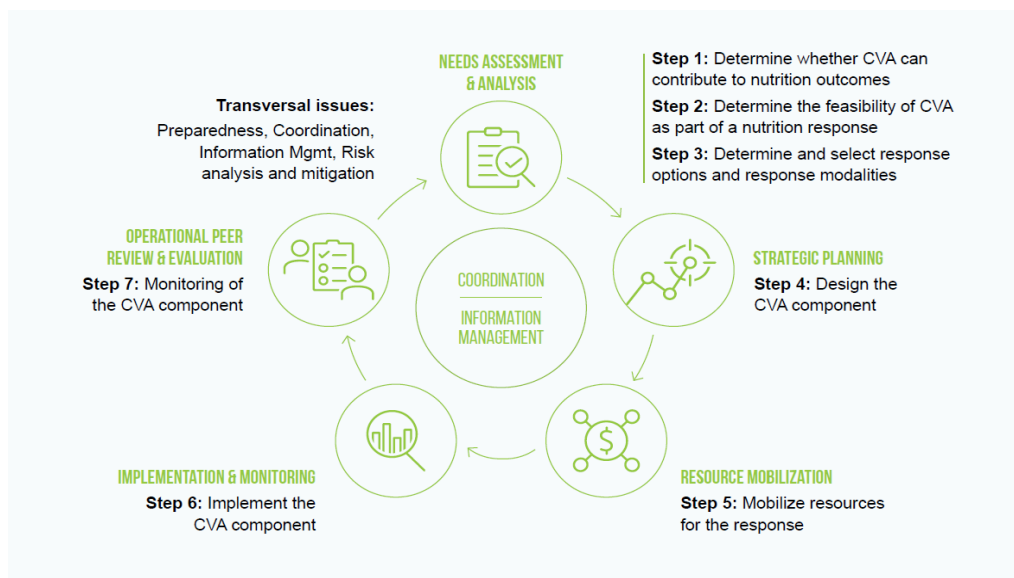 NEEDS ASSESSMENT
& ANALYSIS
Step 1: Determine whether CVA can
contribute to nutrition outcomes
Step 2: Determine the feasibility of CVA
as part of a nutrition response
Step 3: Determine and select response
options and response modalities
Transversal issues:
Preparedness, Coordination,
Information Mgmt, Risk
analysis and mitigation
OPERATIONAL PEER
REVIEW & EVALUATION
Step 7: Monitoring of
the CVA component
COORDINATION
INFORMATION
MANAGEMENT
STRATEGIC PLANNING
Step 4: Design the
CVA component
$
IMPLEMENTATION & MONITORING
Step 6: Implement the
CVA component
RESOURCE MOBILIZATION
Step 5: Mobilize resources
for the response